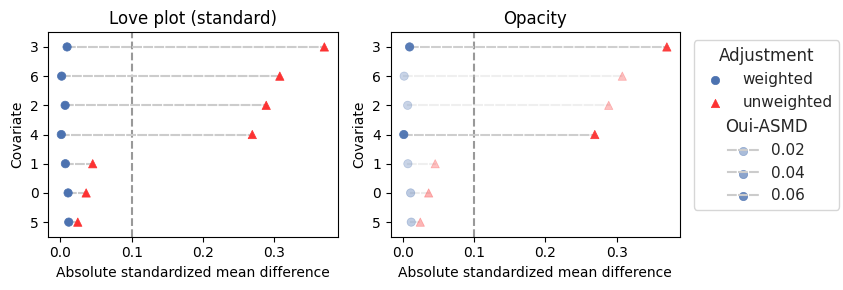 Love plot (standard)
Covariate
3
6
2
4
1
0
5
0.0 0.1 0.2 0.3
Absolute standardized mean difference
Opacity
Covariate
3
6
2
4
1
0
5
0.0 0.1 0.2 0.3
Absolute standardized mean difference
Adjustment
weighted
unweighted
Oui-ASMD
0.02
0.04
0.06